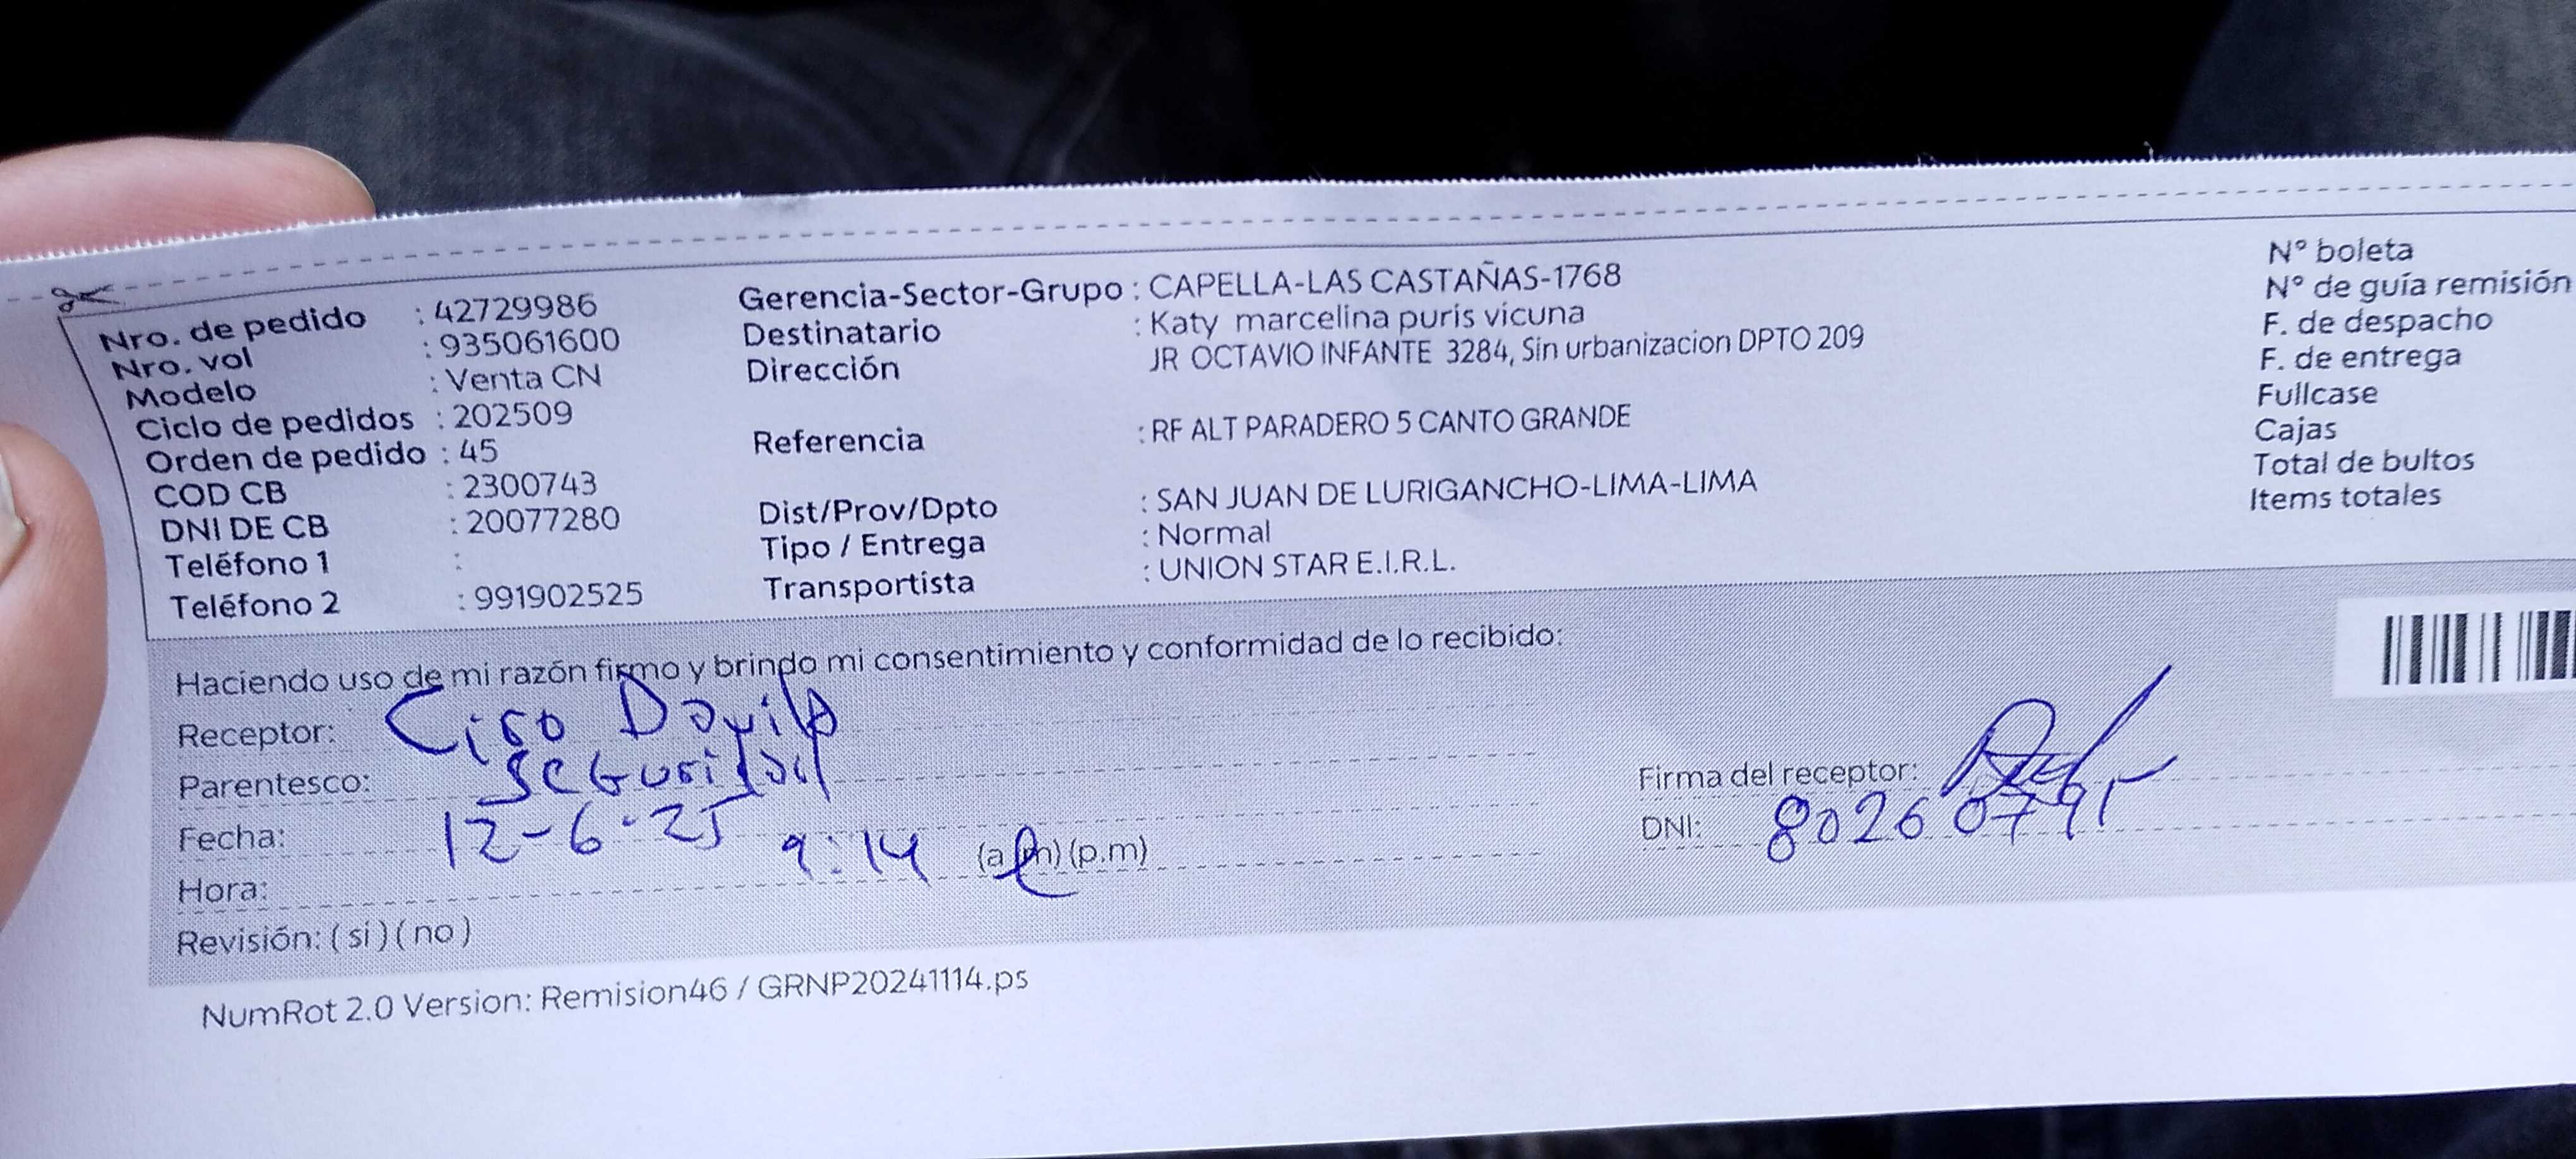 Nro. de pedido : 42729986
Nro. vol : 935061600
Modelo : Venta CN
Ciclo de pedidos : 202509
Orden de pedido : 45
COD CB : 2300743
DNI DE CB : 20077280
Teléfono 1 :
Teléfono 2 : 991902525
Gerencia-Sector-Grupo : CAPELLA-LAS CASTAÑAS-1768
Destinatario : Katy marcelina puris vicuna
Dirección JR OCTAVIO INFANTE 3284, Sin urbanizacion DPTO 209
Referencia : RF ALT PARADERO 5 CANTO GRANDE
Dist/Prov/Dpto : SAN JUAN DE LURIGANCHO-LIMA-LIMA
Tipo / Entrega : Normal
Transportista : UNION STAR E.I.R.L.
N° boleta
N° de guía remisión
F. de despacho
F. de entrega
Fullcase
Cajas
Total de bultos
Items totales
Haciendo uso de mi razón firmo y brindo mi consentimiento y conformidad de lo recibido:
Receptor: Ciro Davila
Parentesco: Seguridad
Fecha: 12-6-25
Hora: 9:14 (a.m) (p.m)
Revisión: (si) (no)
Firma del receptor:
DNI: 80260791
NumRot 2.0 Version: Remision46 / GRNP20241114.ps